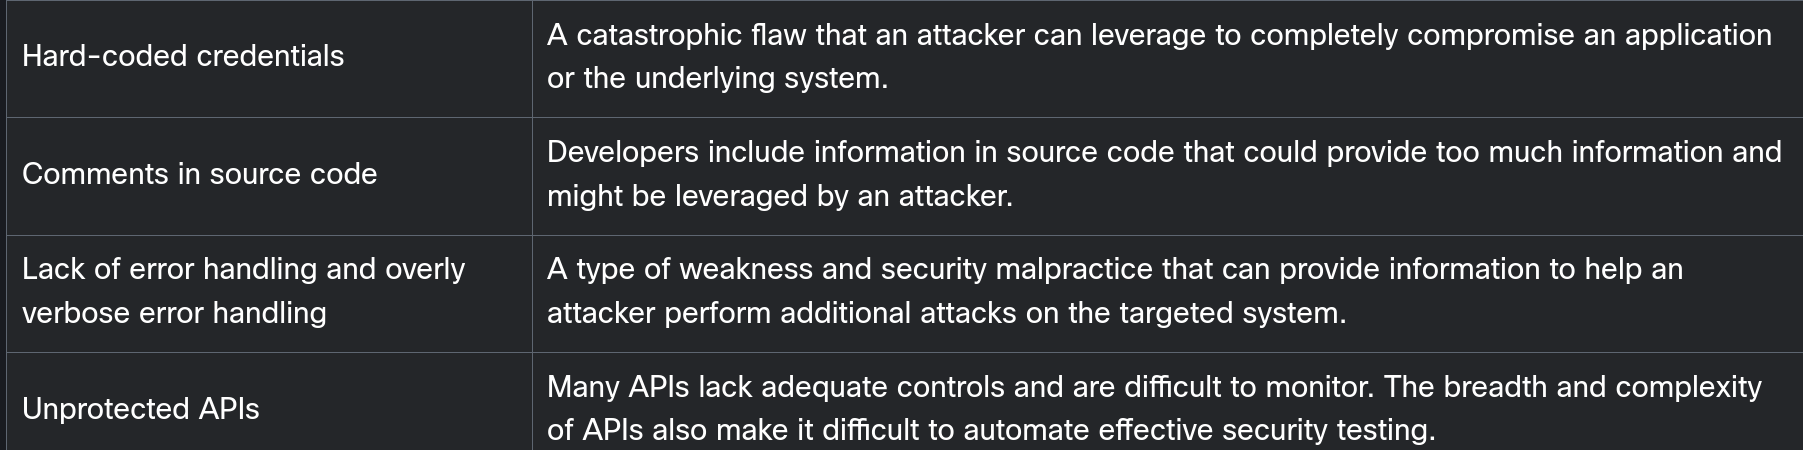 Hard-coded credentials
A catastrophic flaw that an attacker can leverage to completely compromise an application
or the underlying system.
Comments in source code
Developers include information in source code that could provide too much information and
might be leveraged by an attacker.
Lack of error handling and overly
verbose error handling
A type of weakness and security malpractice that can provide information to help an
attacker perform additional attacks on the targeted system.
Unprotected APIs
Many APIs lack adequate controls and are difficult to monitor. The breadth and complexity
of APIs also make it difficult to automate effective security testing.